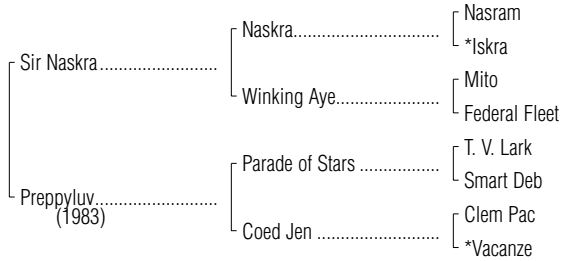 Nasram
Naskra........................................
*Iskra
Sir Naskra..........................
Mito
Winking Aye............................
Federal Fleet
T. V. Lark
Parade of Stars .....................
Smart Deb
Preppyluv...........................
(1983)
Clem Pac
Coed Jen .................................
*Vacanze